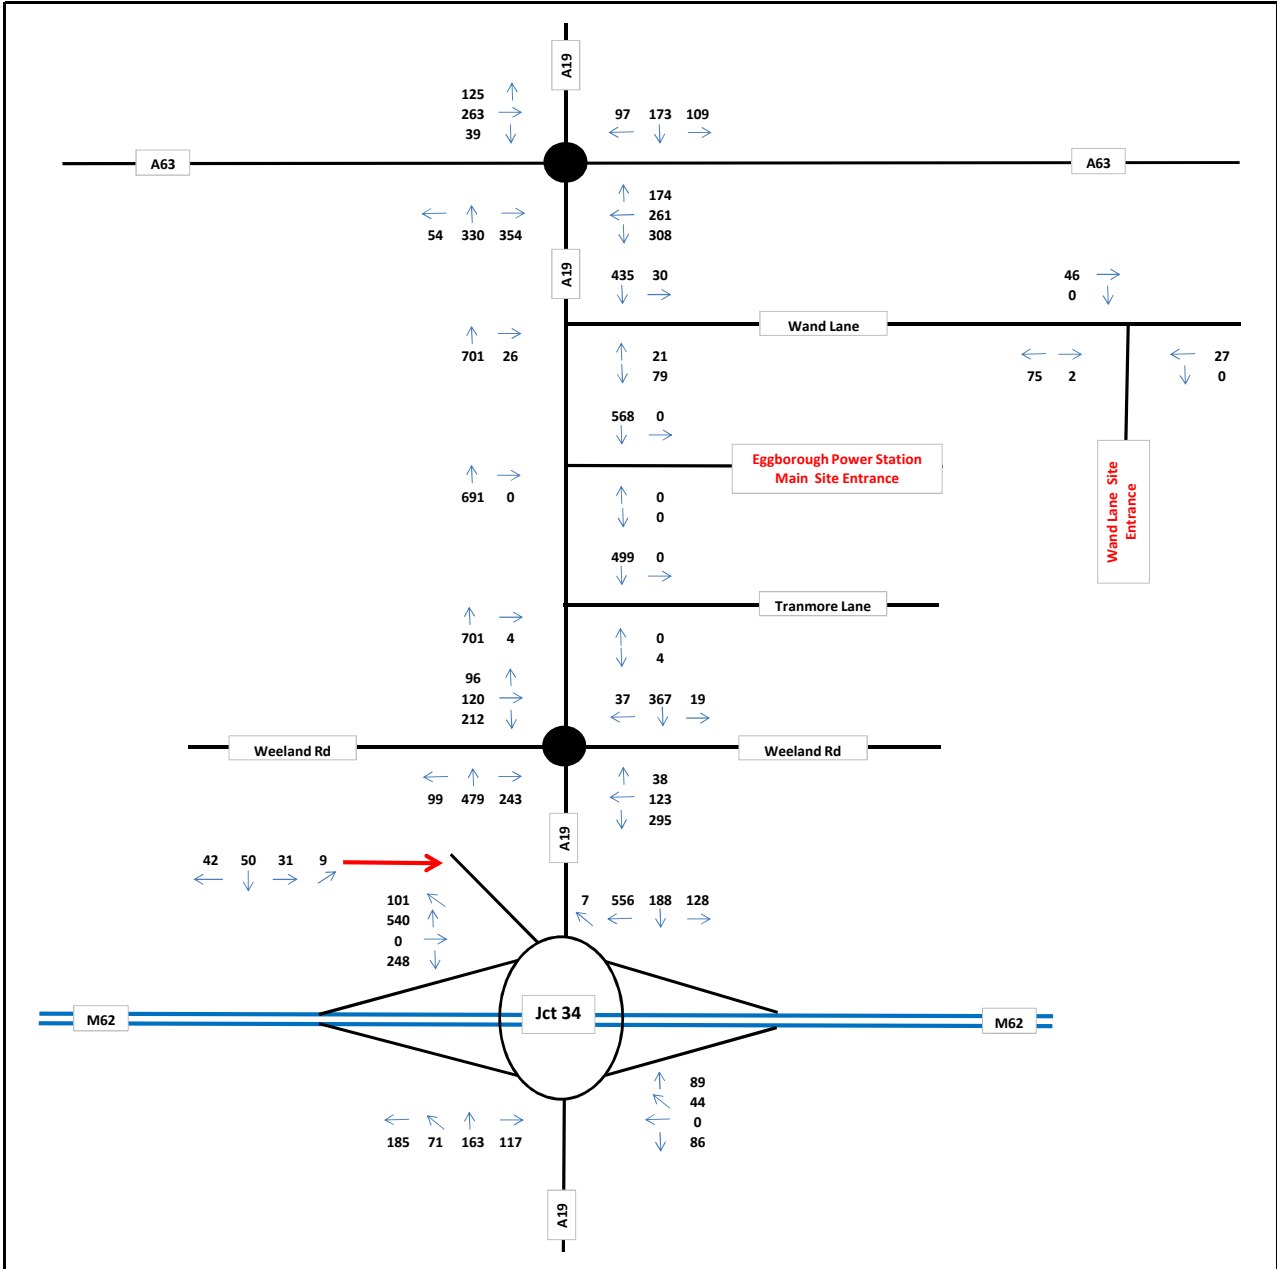 A19
125
263
39
97 173 109
A63
A63
174
261
308
54 330 354
A19
435 30
46
0
Wand Lane
701 26
21
79
75 2
27
0
568 0
Eggborough Power Station
Main Site Entrance
691 0
0
0
Wand Lane Site
Entrance
499 0
Tranmore Lane
701 4
0
4
96
120
212
37 367 19
Weeland Rd
Weeland Rd
99 479 243
38
123
295
A19
42 50 31 9
101
540
0
248
7 556 188 128
Jct 34
M62
M62
89
44
0
86
185 71 163 117
A19